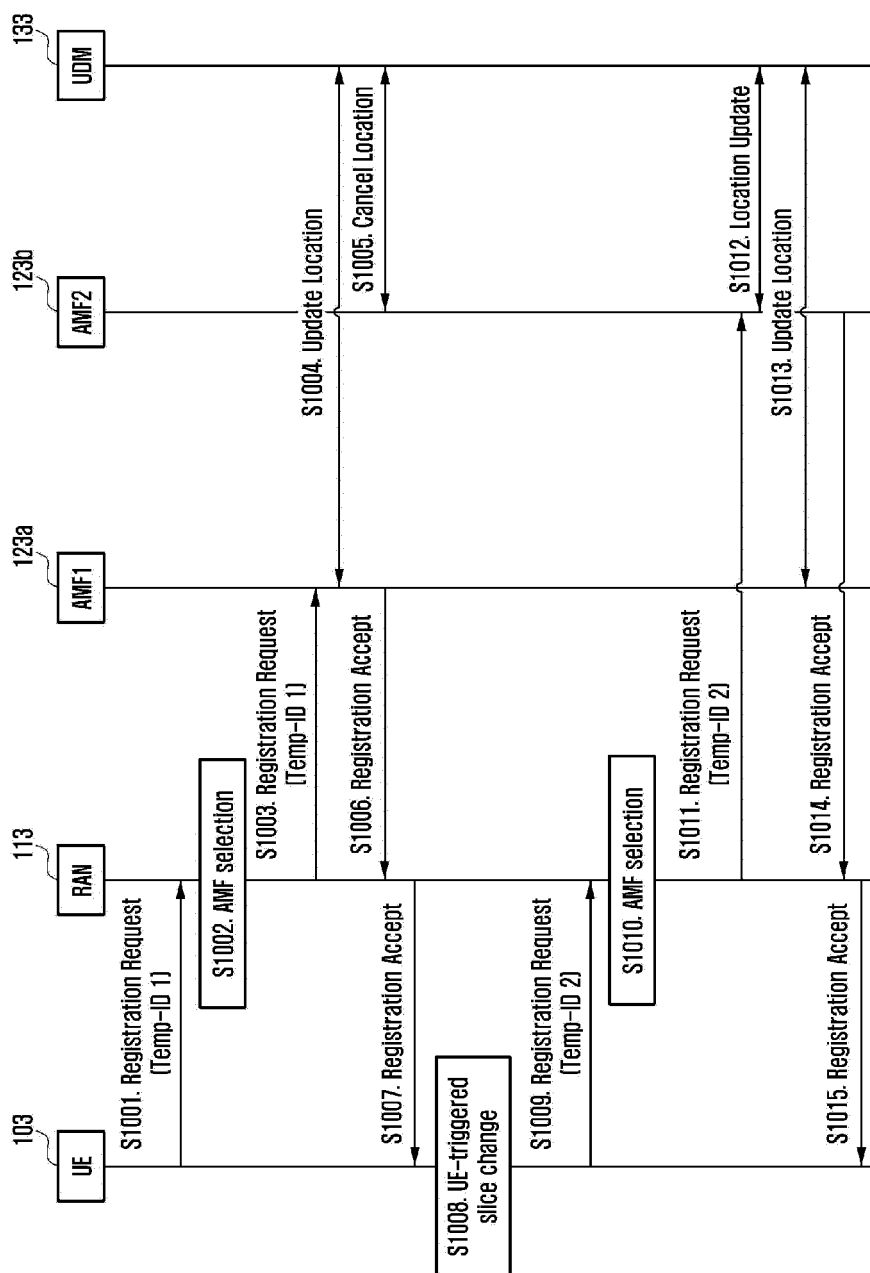 103
113
123a
123b
133
UE
RAN
AMF1
AMF2
UDM
S1001. Registration Request
(Temp-ID 1)
S1002. AMF selection
S1003. Registration Request
(Temp-ID 1)
S1004. Update Location
S1005. Cancel Location
S1006. Registration Accept
S1007. Registration Accept
S1008. UE-triggered
slice change
S1009. Registration Request
(Temp-ID 2)
S1010. AMF selection
S1011. Registration Request
(Temp-ID 2)
S1012. Location Update
S1013. Update Location
S1014. Registration Accept
S1015. Registration Accept